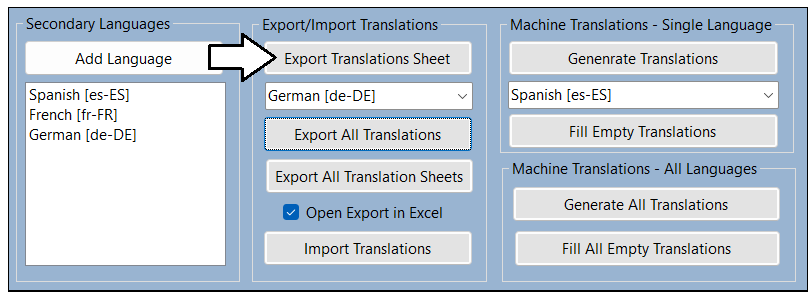 Secondary Languages
Add Language
Spanish [es-ES]
French [fr-FR]
German [de-DE]
Export/Import Translations
Export Translations Sheet
German [de-DE]
Export All Translations
Export All Translation Sheets
Open Export in Excel
Import Translations
Machine Translations - Single Language
Genenrate Translations
Spanish [es-ES]
Fill Empty Translations
Machine Translations - All Languages
Generate All Translations
Fill All Empty Translations